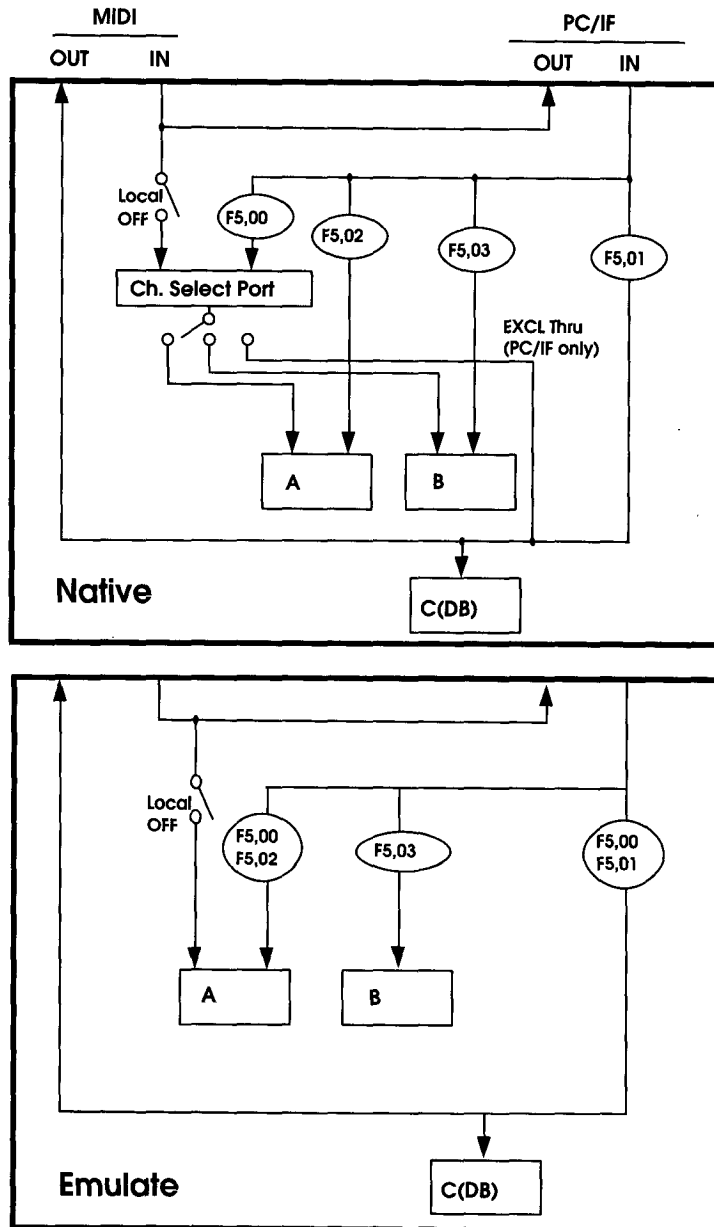 MIDI
PC/IF
OUT
IN
OUT
IN
Local
OFF
F5,00
F5,02
F5,03
F5,01
Ch. Select Port
EXCL Thru
(PC/IF only)
A
B
Native
C(DB)
Local
OFF
F5,00
F5,02
F5,03
F5,00
F5,01
A
B
Emulate
C(DB)